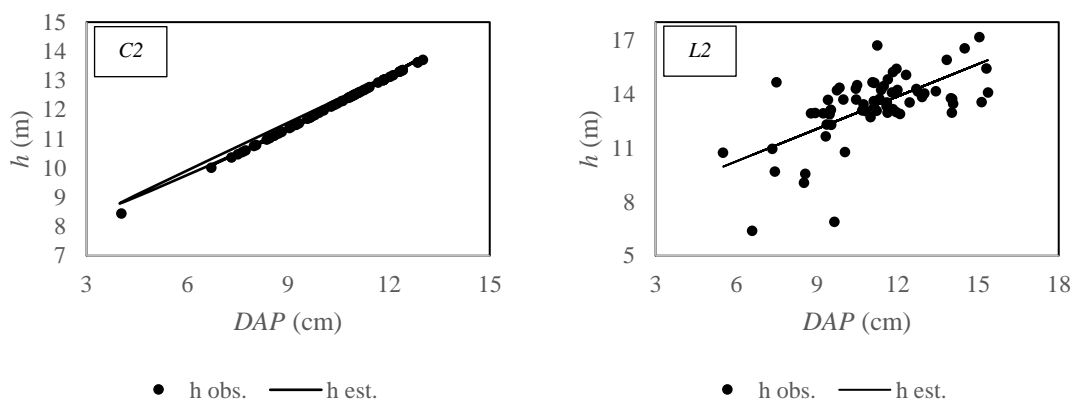 C2
15
14
13
12
11
10
9
8
7
h (m)
3 6 9 12 15
DAP (cm)
h obs. h est.
L2
17
14
11
8
5
h (m)
3 6 9 12 15 18
DAP (cm)
h obs. h est.